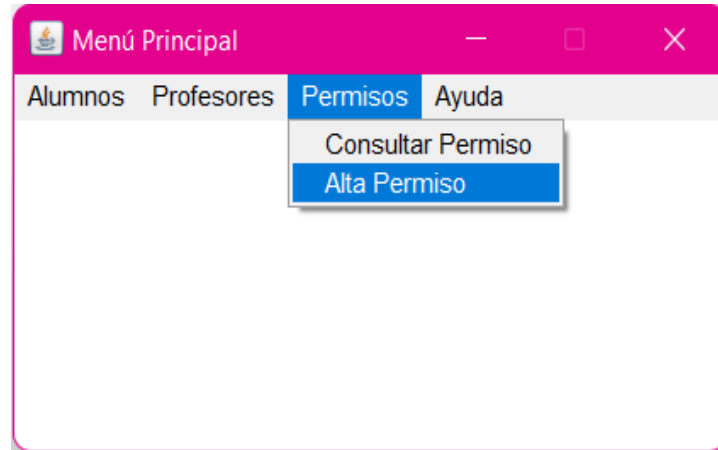 Menú Principal
Alumnos Profesores Permisos Ayuda
Consultar Permiso
Alta Permiso